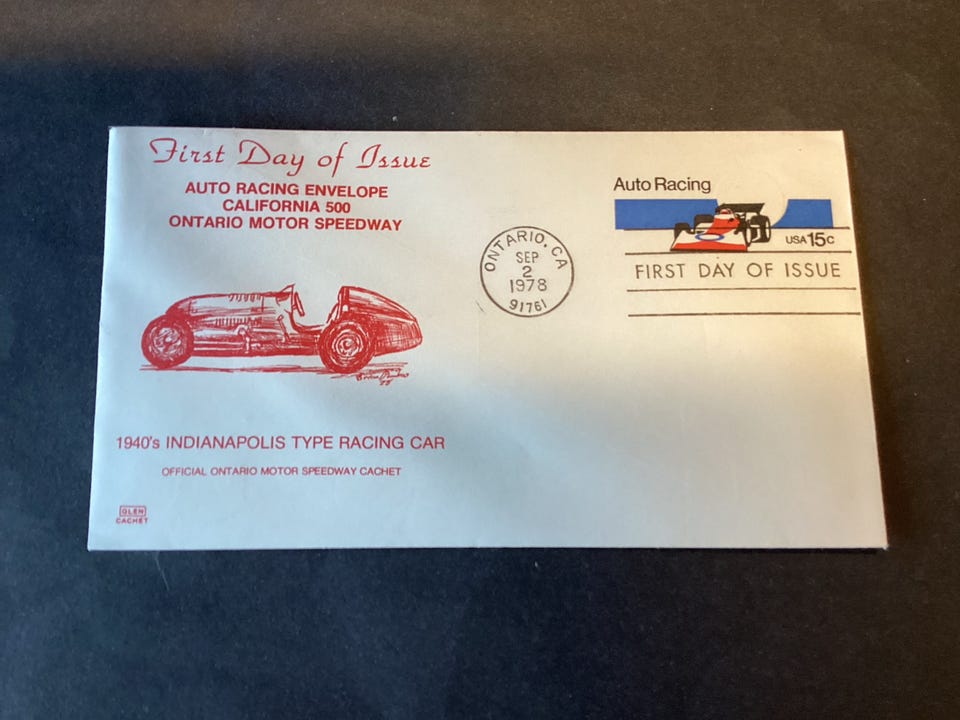 First Day of Issue
AUTO RACING ENVELOPE
CALIFORNIA 500
ONTARIO MOTOR SPEEDWAY
Auto Racing
USA 15c
FIRST DAY OF ISSUE
ONTARIO, CA
SEP
2
1978
91761
1940's INDIANAPOLIS TYPE RACING CAR
OFFICIAL ONTARIO MOTOR SPEEDWAY CACHET
GLEN
CACHET